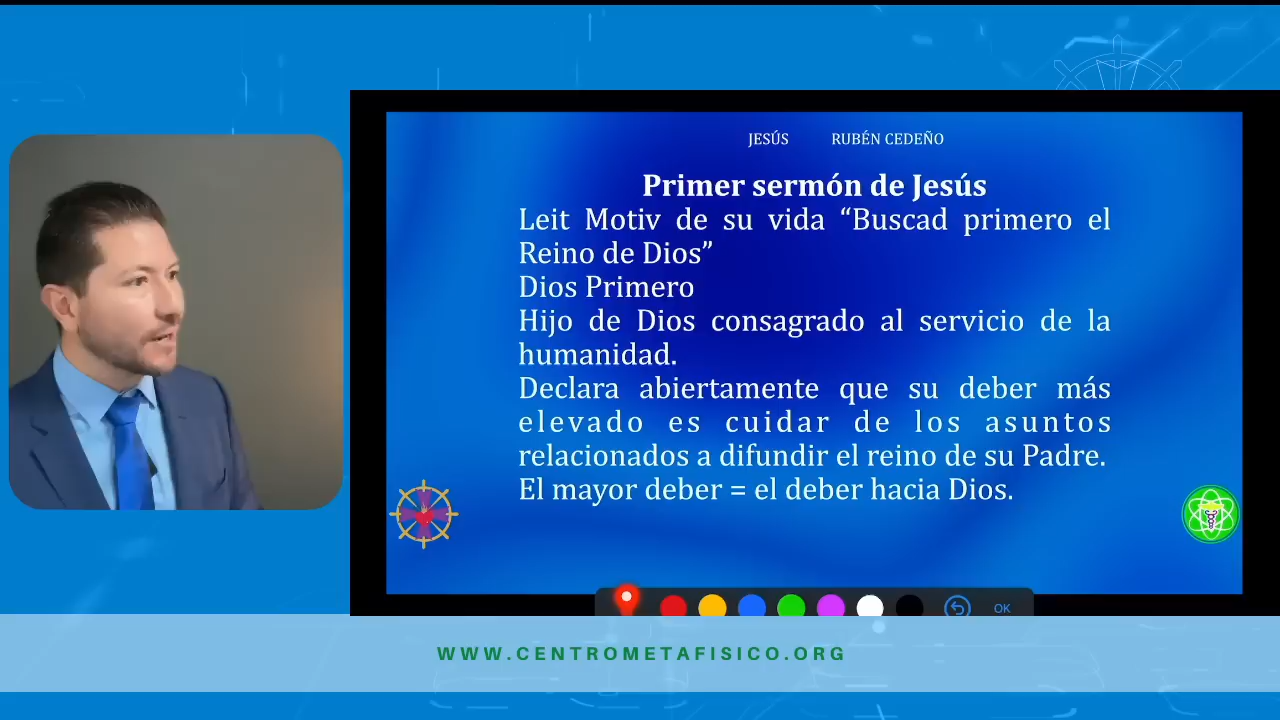 JESÚS RUBÉN CEDEÑO
Primer sermón de Jesús
Leit Motiv de su vida “Buscad primero el
Reino de Dios”
Dios Primero
Hijo de Dios consagrado al servicio de la
humanidad.
Declara abiertamente que su deber más
elevado es cuidar de los asuntos
relacionados a difundir el reino de su Padre.
El mayor deber = el deber hacia Dios.
OK
WWW.CENTROMETAFISICO.ORG